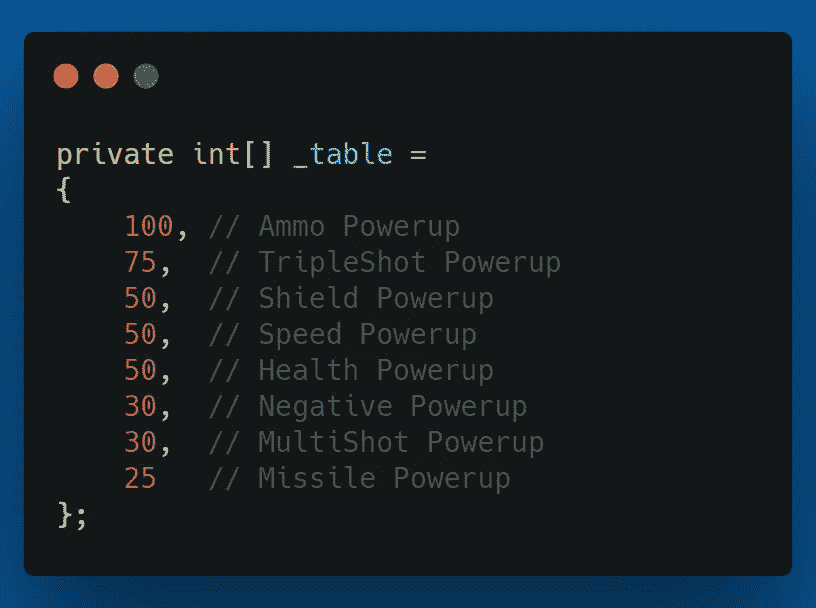 private int[] _table =
{
    100, // Ammo Powerup
    75,  // TripleShot Powerup
    50,  // Shield Powerup
    50,  // Speed Powerup
    50,  // Health Powerup
    30,  // Negative Powerup
    30,  // MultiShot Powerup
    25   // Missile Powerup
};